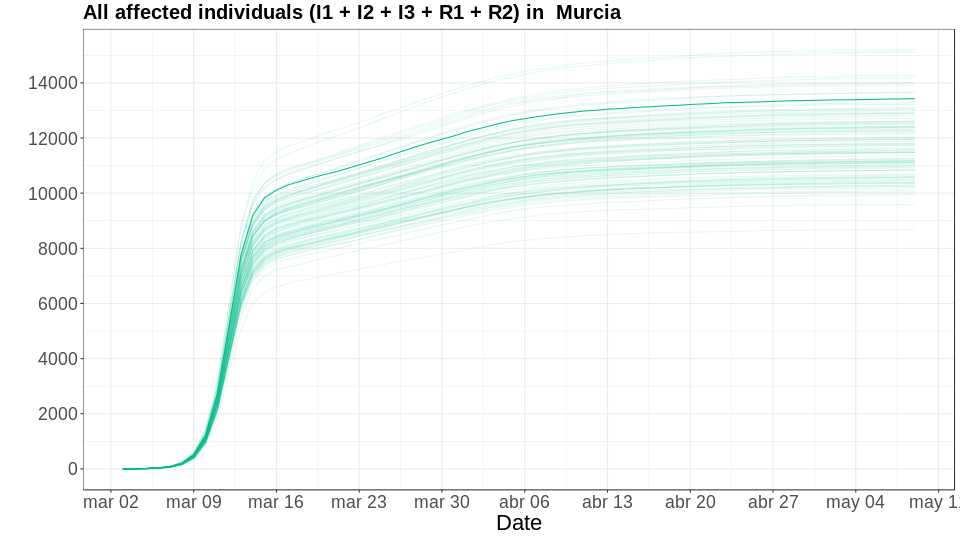 All affected individuals (I1 + I2 + I3 + R1 + R2) in  Murcia
14000
12000
10000
8000
6000
4000
2000
0
mar 02 mar 09 mar 16 mar 23 mar 30 abr 06 abr 13 abr 20 abr 27 may 04 may 1
Date